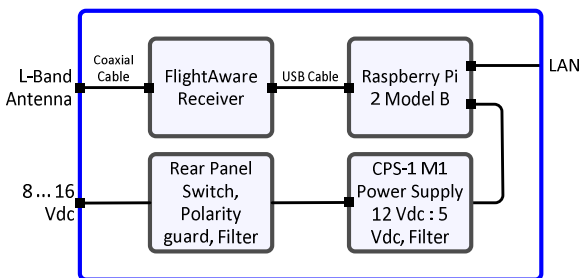 L-Band
Antenna
Coaxial
Cable
FlightAware
Receiver
USB Cable
Raspberry Pi
2 Model B
LAN
8 ... 16
Vdc
Rear Panel
Switch,
Polarity
guard, Filter
CPS-1 M1
Power Supply
12 Vdc : 5
Vdc, Filter